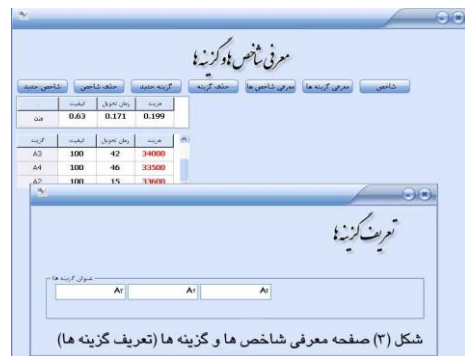 معرفی شاخص ها و گزینه ها
شاخص معرفی گزینه ها معرفی شاخص ها حذف گزینه گزینه جدید حذف شاخص شاخص جدید
هزینه زمان تحویل کیفیت
0.199 0.171 0.63 وزن
هزینه زمان تحویل کیفیت گزینه
34000 42 100 A3
33500 46 100 A4
33600 15 100 A2
تعریف گزینه ها
عنوان گزینه ها
شکل (۳) صفحه معرفی شاخص ها و گزینه ها (تعریف گزینه ها)